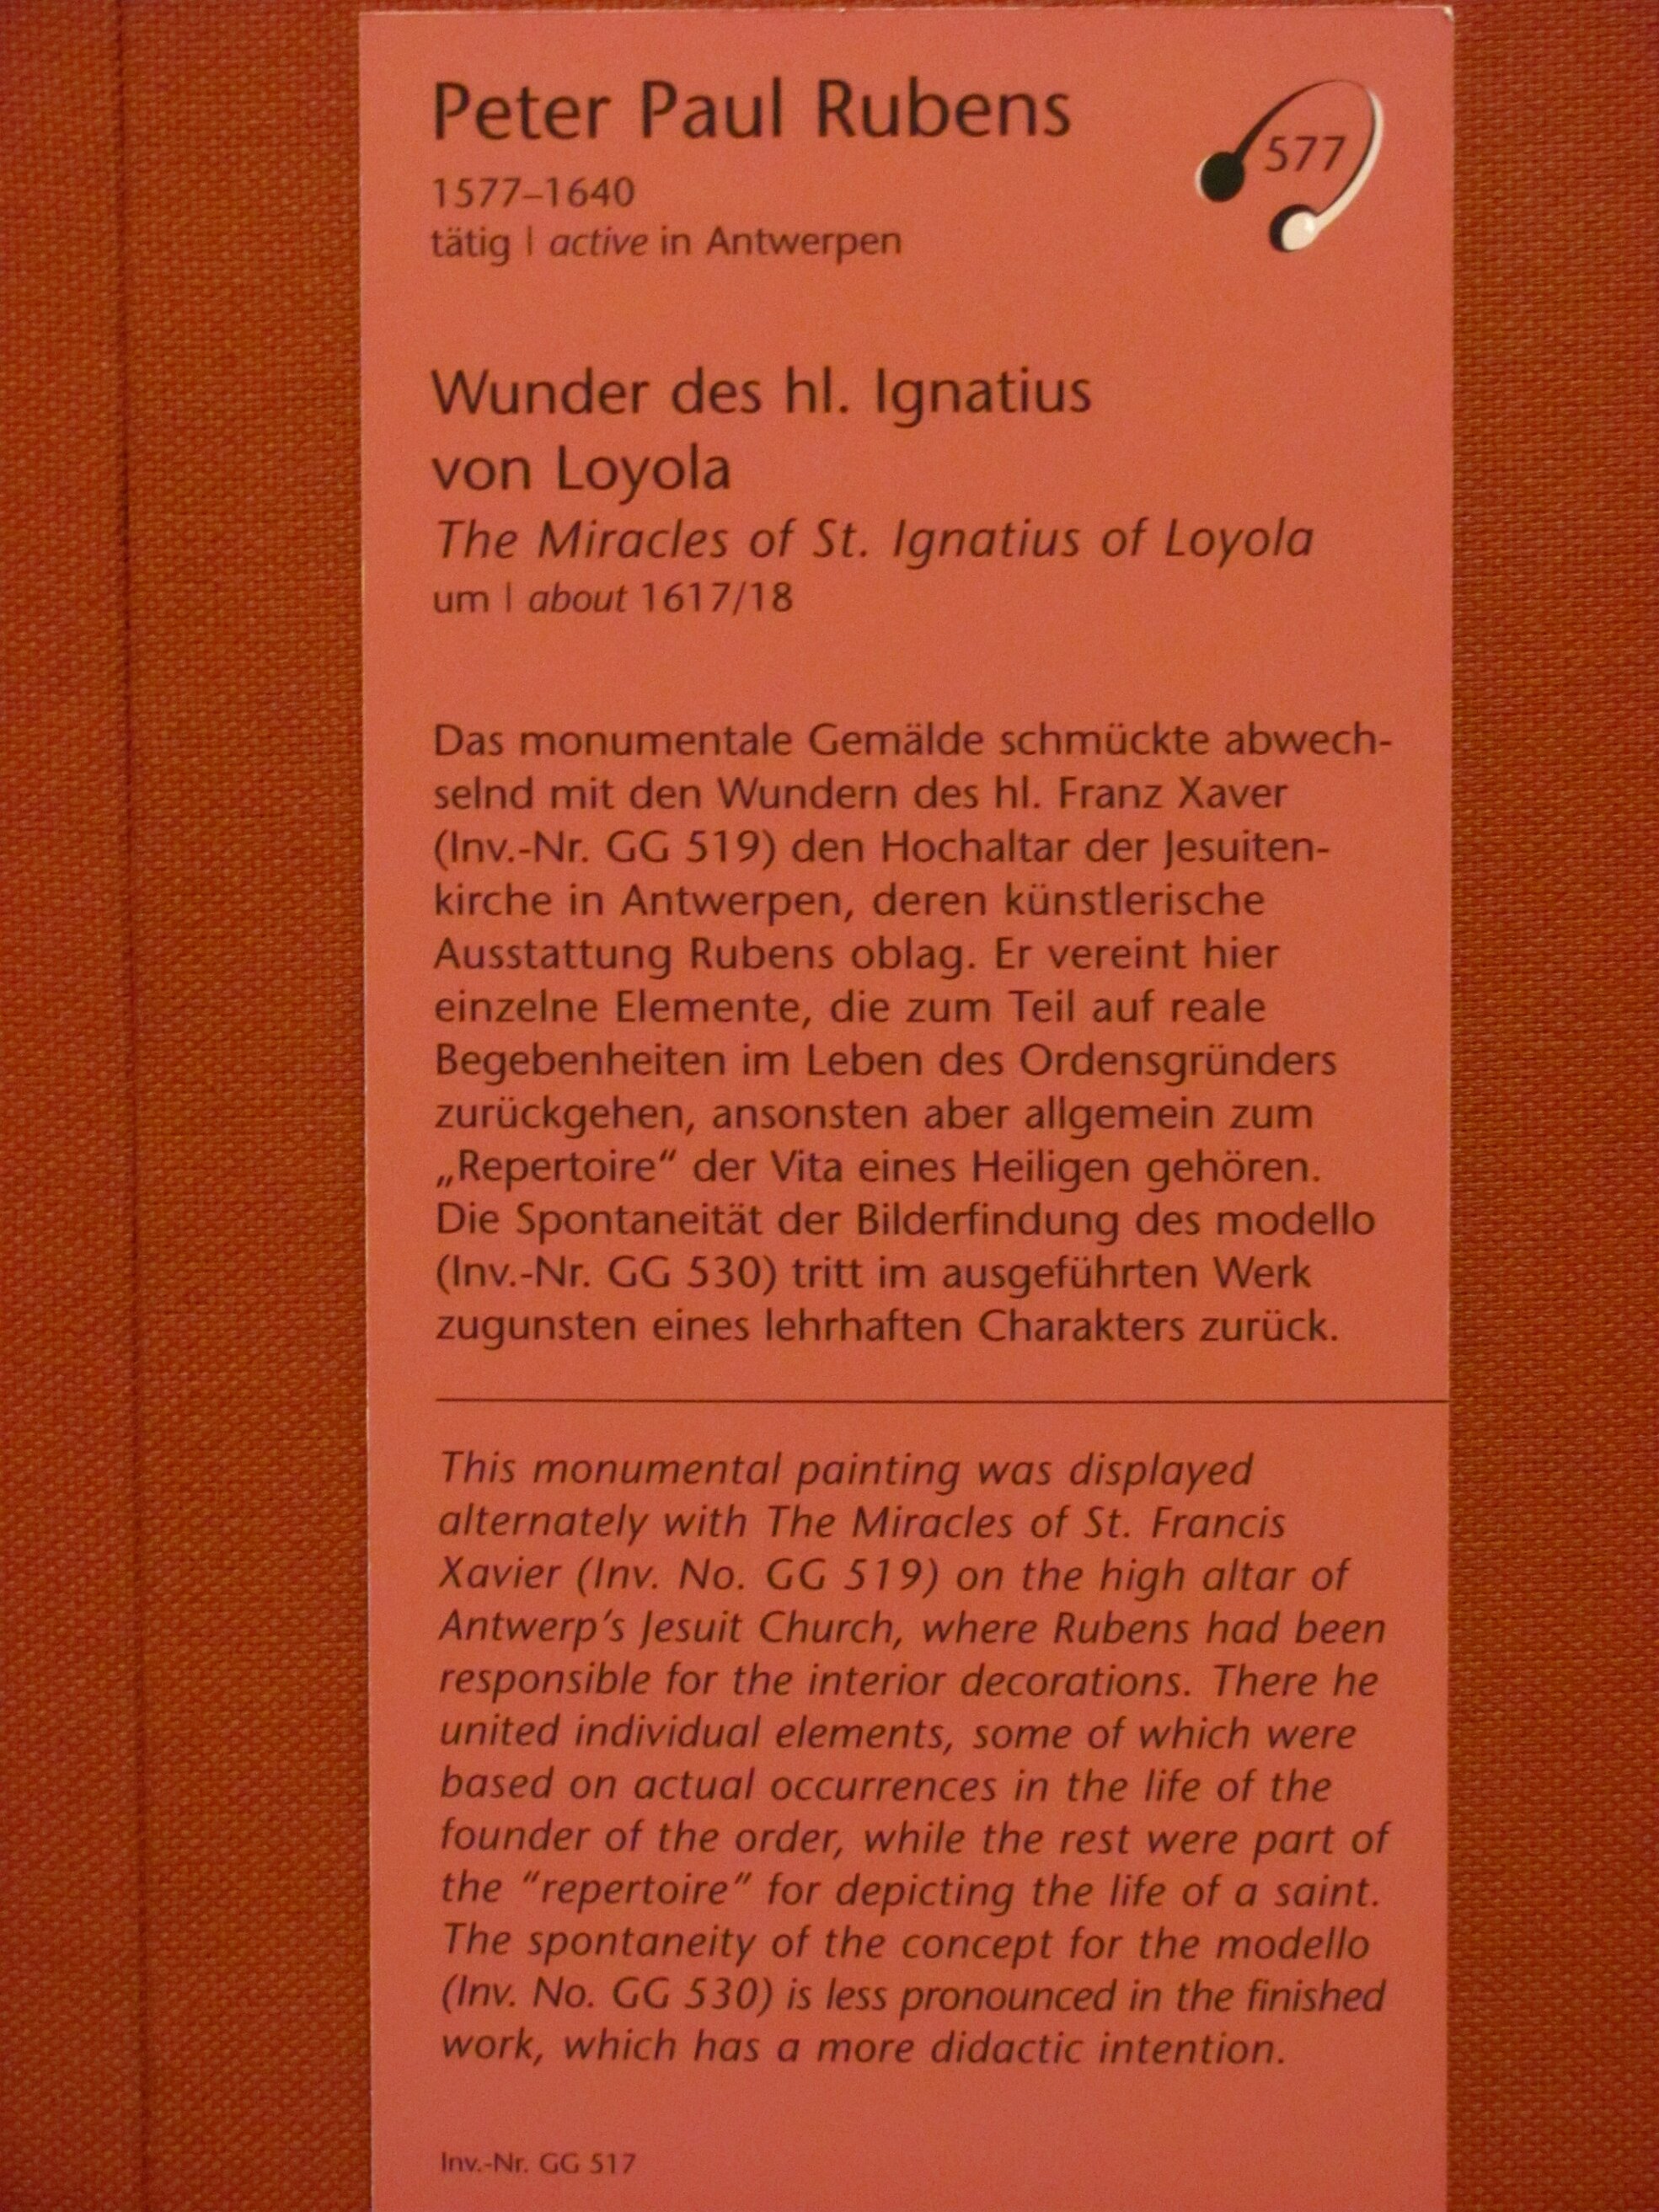 Peter Paul Rubens
577
1577–1640
tätig | active in Antwerpen
Wunder des hl. Ignatius
von Loyola
The Miracles of St. Ignatius of Loyola
um | about 1617/18
Das monumentale Gemälde schmückte abwech-
selnd mit den Wundern des hl. Franz Xaver
(Inv.-Nr. GG 519) den Hochaltar der Jesuiten-
kirche in Antwerpen, deren künstlerische
Ausstattung Rubens oblag. Er vereint hier
einzelne Elemente, die zum Teil auf reale
Begebenheiten im Leben des Ordensgründers
zurückgehen, ansonsten aber allgemein zum
„Repertoire“ der Vita eines Heiligen gehören.
Die Spontaneität der Bilderfindung des modello
(Inv.-Nr. GG 530) tritt im ausgeführten Werk
zugunsten eines lehrhaften Charakters zurück.
This monumental painting was displayed
alternately with The Miracles of St. Francis
Xavier (Inv. No. GG 519) on the high altar of
Antwerp’s Jesuit Church, where Rubens had been
responsible for the interior decorations. There he
united individual elements, some of which were
based on actual occurrences in the life of the
founder of the order, while the rest were part of
the “repertoire” for depicting the life of a saint.
The spontaneity of the concept for the modello
(Inv. No. GG 530) is less pronounced in the finished
work, which has a more didactic intention.
Inv.-Nr. GG 517